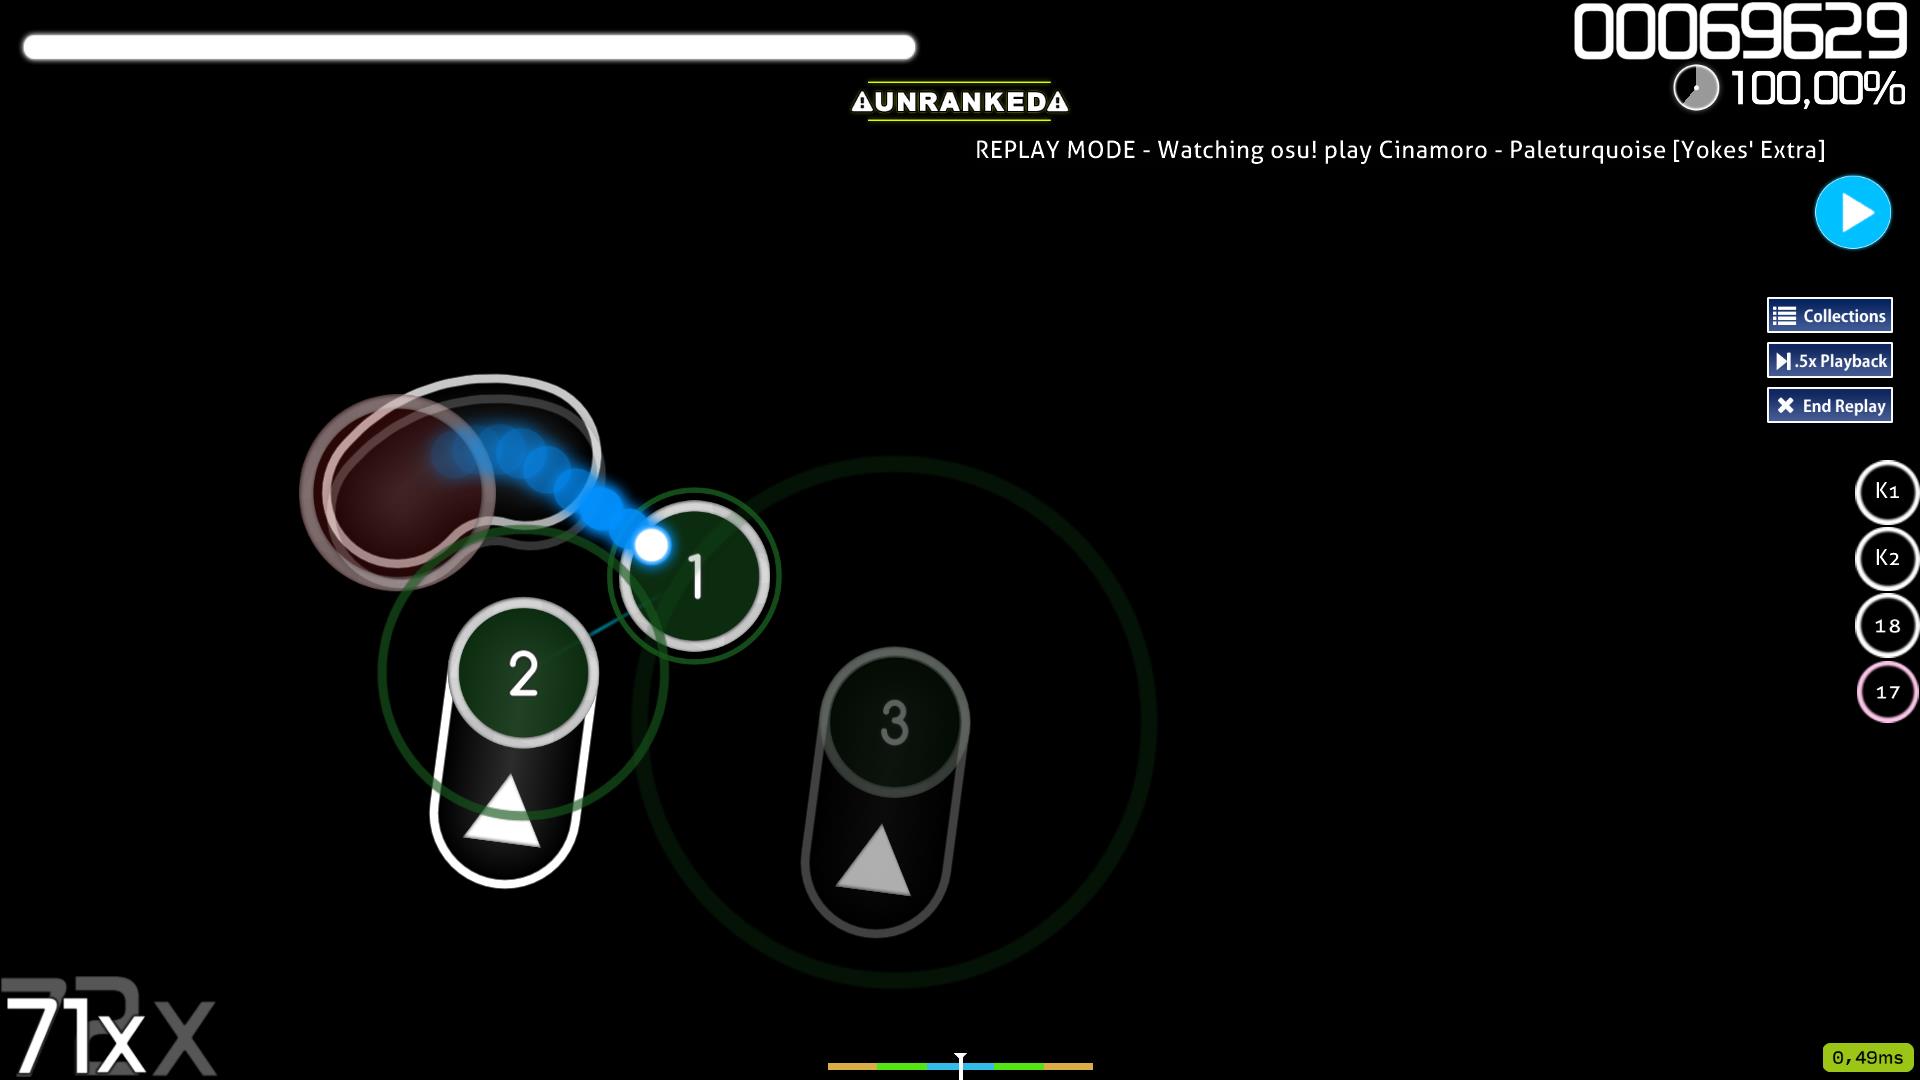 00069629
100,00%
UNRANKED
REPLAY MODE - Watching osu! play Cinamoro - Paleturquoise [Yokes' Extra]
Collections
.5x Playback
End Replay
K1
K2
18
17
1
2
3
71x
72x
0,49ms